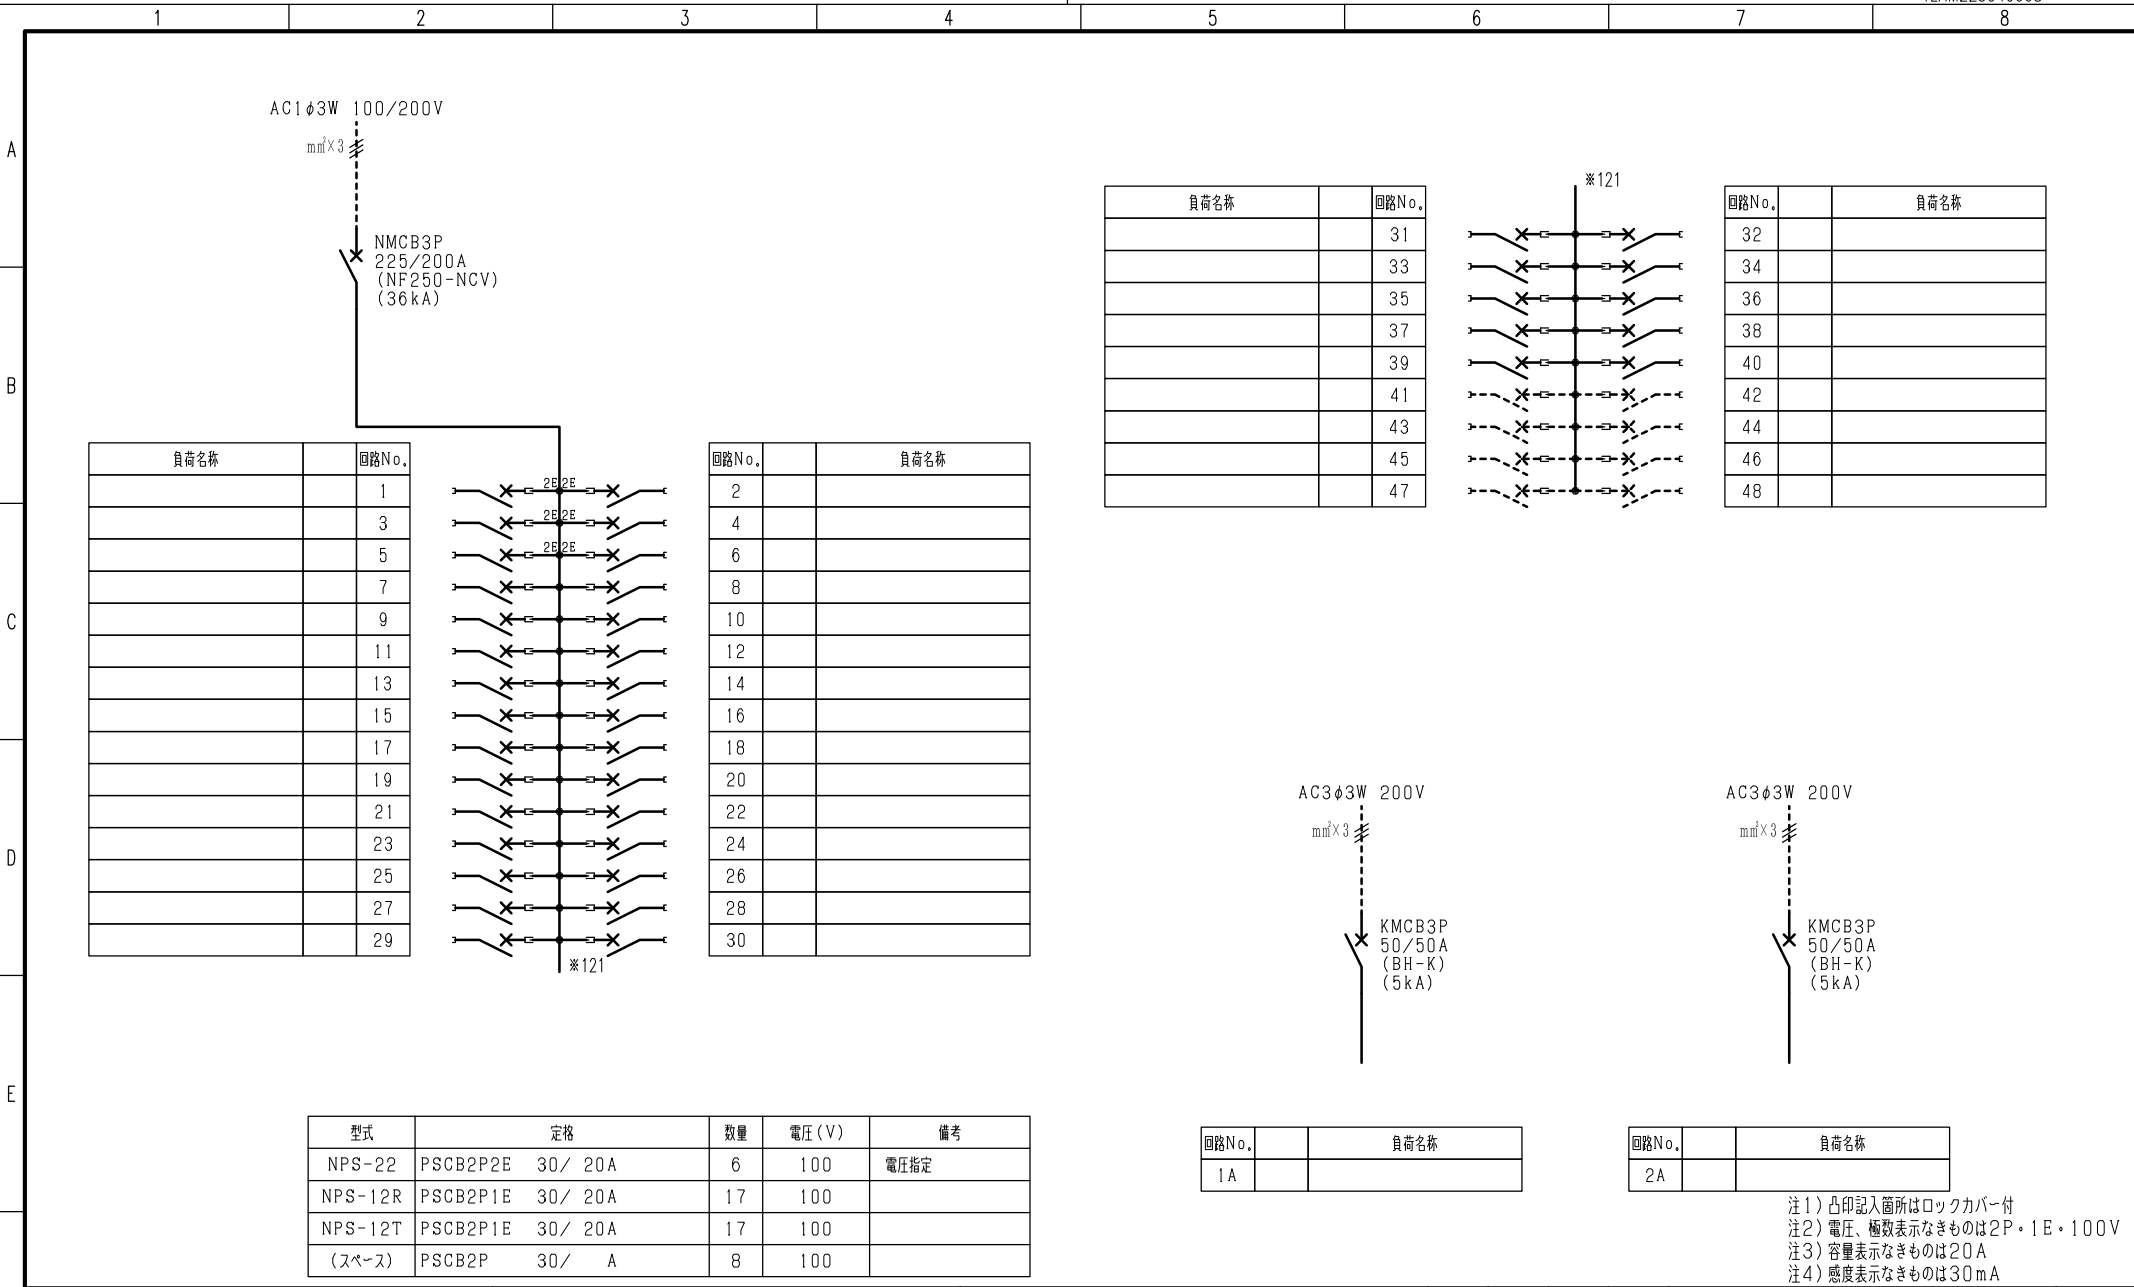 1 2 3 4 5 6 7 8
A
B
C
D
E
AC1φ3W 100/200V
mm²×3
NMCB3P
225/200A
(NF250-NCV)
(36kA)
負荷名称 回路No. 回路No. 負荷名称
1 2E 2E 2
3 2E 2E 4
5 2E 2E 6
7 8
9 10
11 12
13 14
15 16
17 18
19 20
21 22
23 24
25 26
27 28
29 30
※121
※121
負荷名称 回路No. 回路No. 負荷名称
31 32
33 34
35 36
37 38
39 40
41 42
43 44
45 46
47 48
AC3φ3W 200V
mm²×3
KMCB3P
50/50A
(BH-K)
(5kA)
回路No. 負荷名称
1A
AC3φ3W 200V
mm²×3
KMCB3P
50/50A
(BH-K)
(5kA)
回路No. 負荷名称
2A
型式 定格 数量 電圧(V) 備考
NPS-22 PSCB2P2E 30/ 20A 6 100 電圧指定
NPS-12R PSCB2P1E 30/ 20A 17 100
NPS-12T PSCB2P1E 30/ 20A 17 100
(スペース) PSCB2P 30/ A 8 100
注1)凸印記入箇所はロックカバー付
注2)電圧、極数表示なきものは2P・1E・100V
注3)容量表示なきものは20A
注4)感度表示なきものは30mA